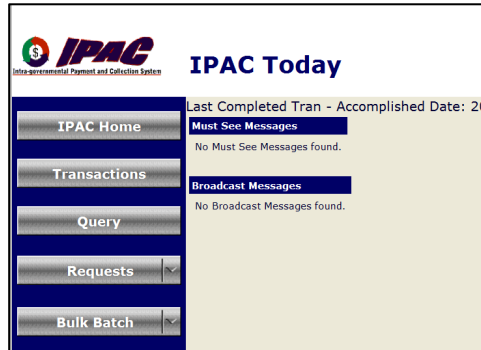 $ IPAC
Intra-governmental Payment and Collection System
IPAC Today
Last Completed Tran - Accomplished Date: 20
IPAC Home
Must See Messages
No Must See Messages found.
Transactions
Broadcast Messages
No Broadcast Messages found.
Query
Requests
Bulk Batch